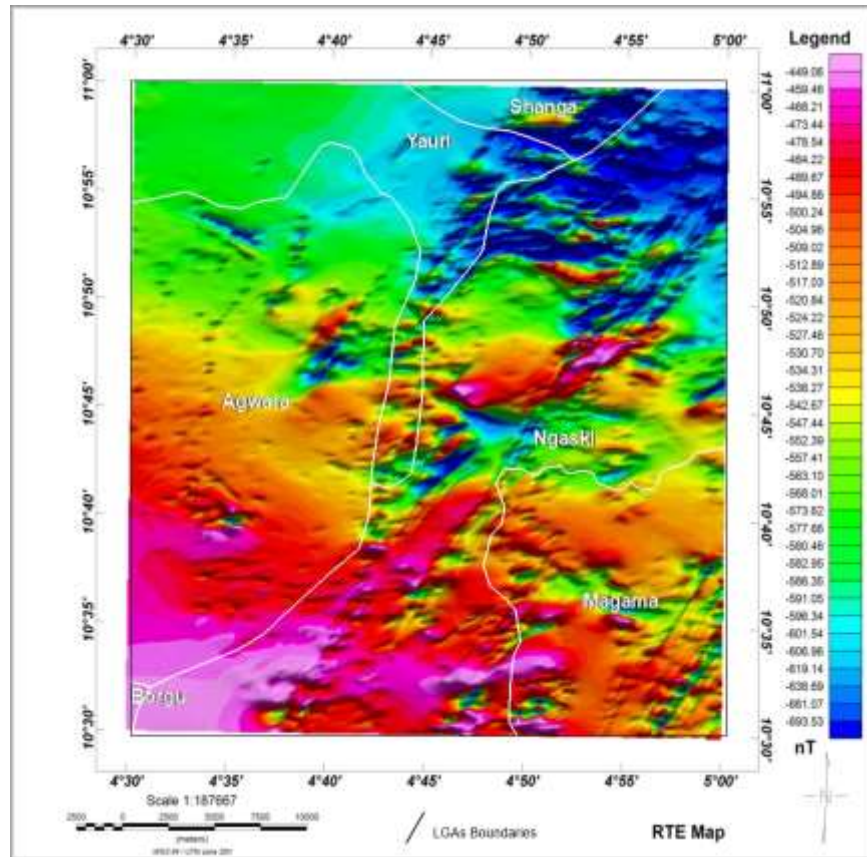 4°30' 4°35' 4°40' 4°45' 4°50' 4°55' 5°00'
Legend
11°00' 11°00'
Shanga
Yauri
10°55' 10°55'
10°50' 10°50'
Agwara
10°45' 10°45'
Ngaski
10°40' 10°40'
Magama
10°35' 10°35'
Borgu
10°30' 10°30'
-449.06
-459.46
-468.21
-473.44
-478.54
-484.22
-489.67
-494.86
-500.24
-504.96
-509.02
-512.89
-517.03
-520.84
-524.22
-527.46
-530.70
-534.31
-538.27
-542.67
-547.44
-552.39
-557.41
-563.10
-568.01
-573.62
-577.66
-580.46
-582.95
-586.35
-591.05
-596.34
-601.54
-606.96
-619.14
-638.69
-661.07
-693.53
nT
4°30' 4°35' 4°40' 4°45' 4°50' 4°55' 5°00'
Scale 1:187667
2500 0 2500 5000 7500 10000
(meters)
LGAs Boundaries
RTE Map
N